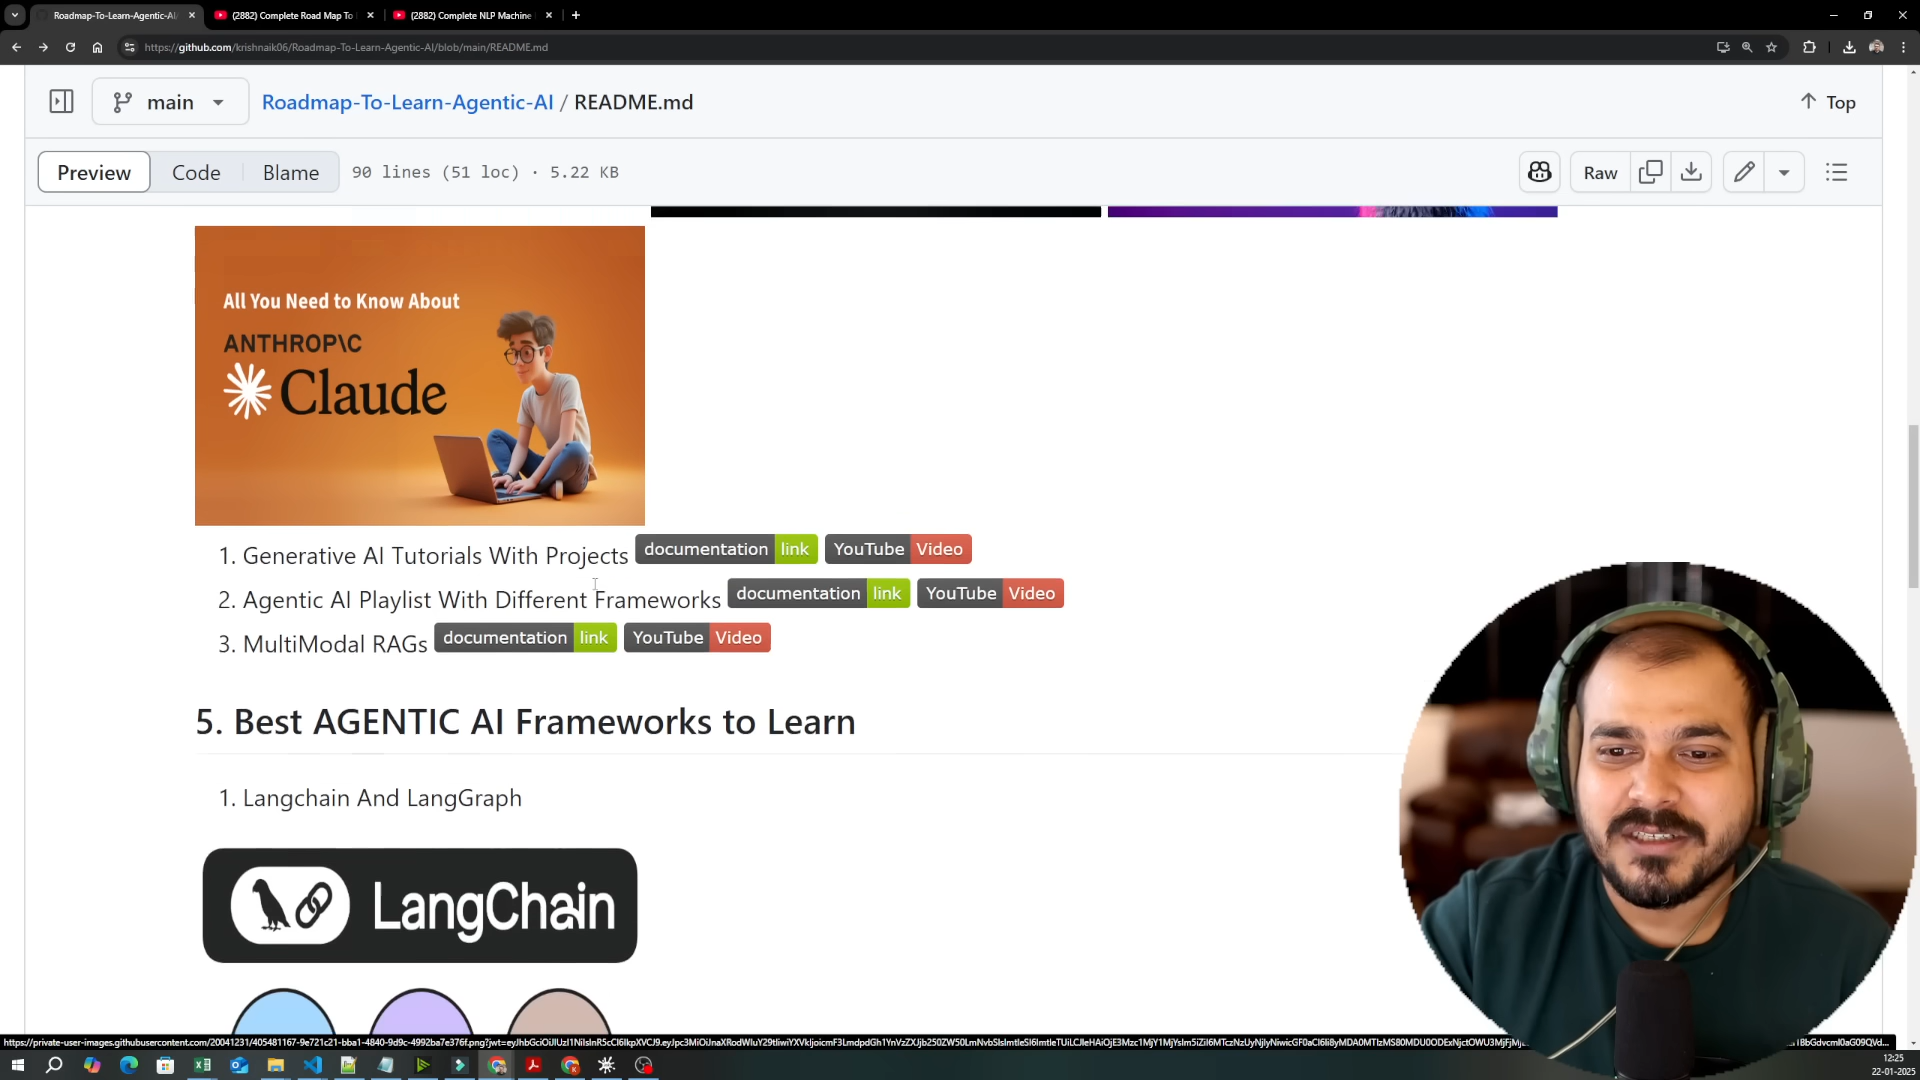 Roadmap-To-Learn-Agentic-AI/
(2882) Complete Road Map To
(2882) Complete NLP Machine
https://github.com/krishnaik06/Roadmap-To-Learn-Agentic-AI/blob/main/README.md
main
Roadmap-To-Learn-Agentic-AI / README.md
Top
Preview
Code
Blame
90 lines (51 loc) · 5.22 KB
Raw
All You Need to Know About
ANTHROP\C
Claude
1. Generative AI Tutorials With Projects documentation link YouTube Video
2. Agentic AI Playlist With Different Frameworks documentation link YouTube Video
3. MultiModal RAGs documentation link YouTube Video
5. Best AGENTIC AI Frameworks to Learn
1. Langchain And LangGraph
LangChain
12:25
22-01-2025